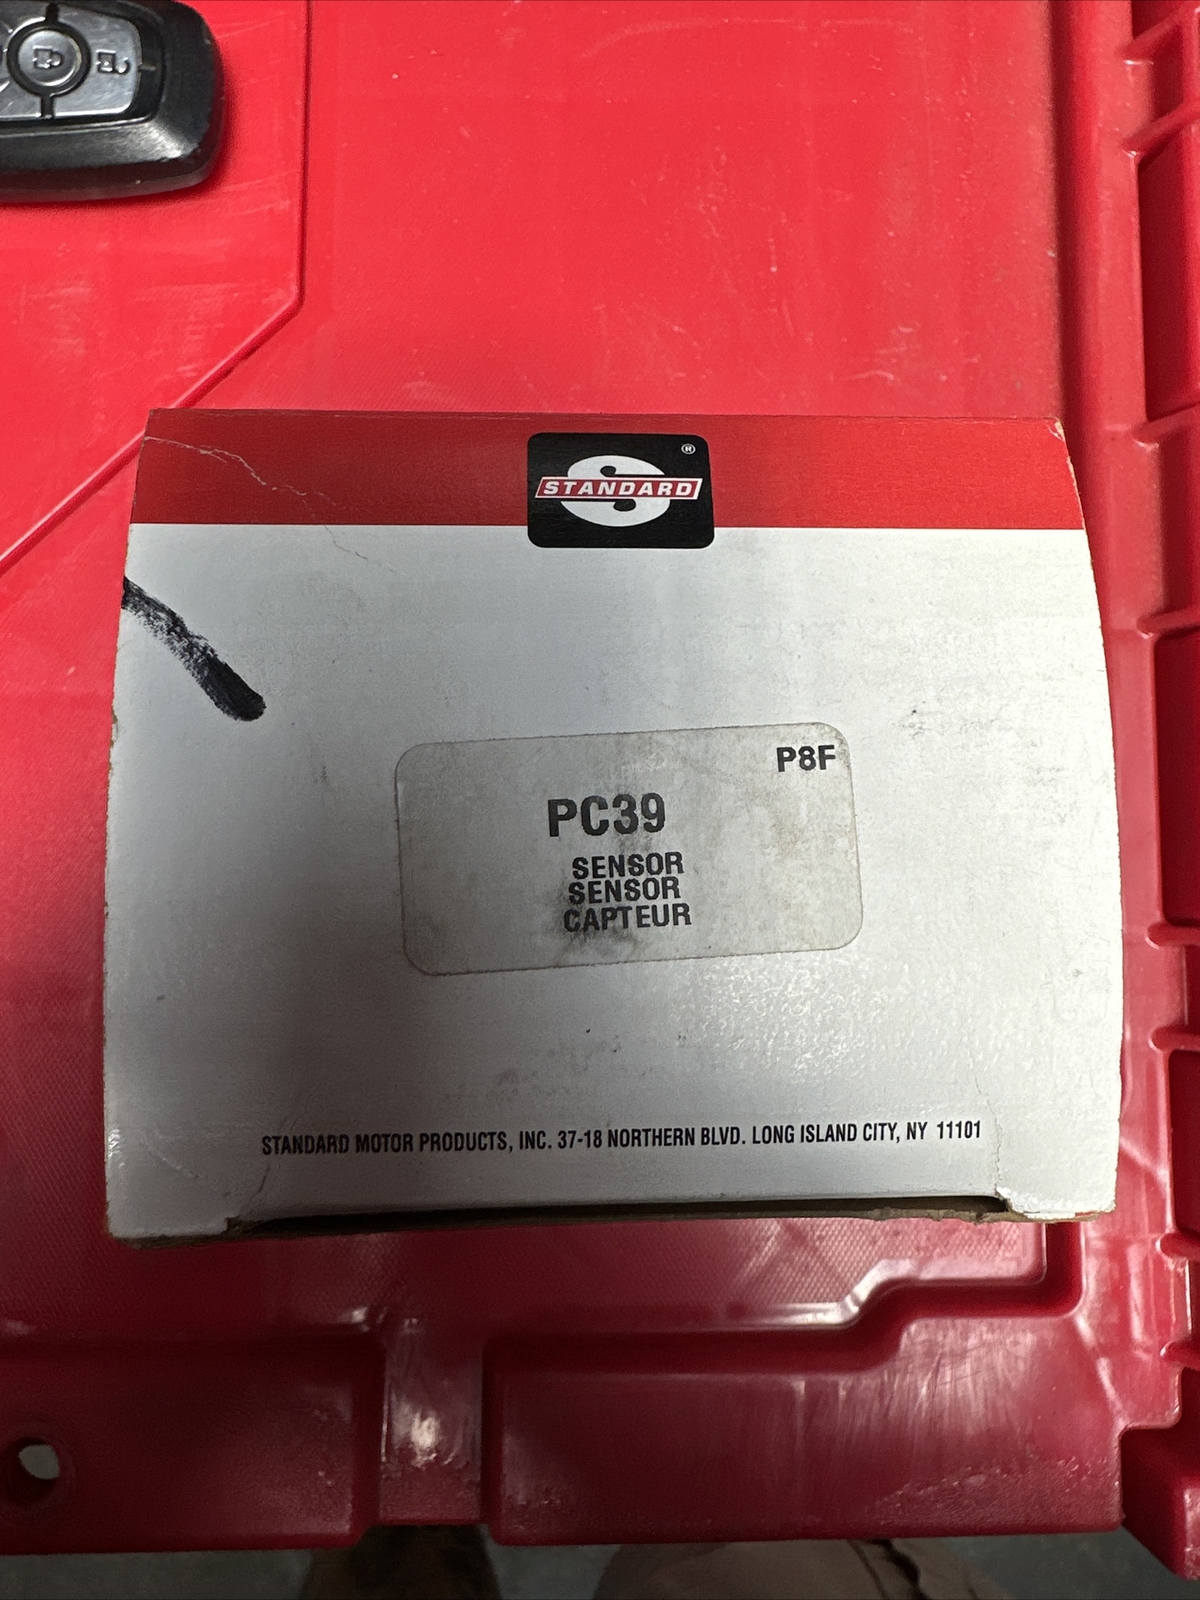 STANDARD
®
P8F
PC39
SENSOR
SENSOR
CAPTEUR
STANDARD MOTOR PRODUCTS, INC. 37-18 NORTHERN BLVD. LONG ISLAND CITY, NY 11101